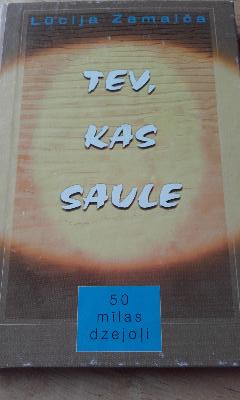 Lūcija Zamaiča
TEV,
KAS
SAULE
50
mīlas
dzejoļi